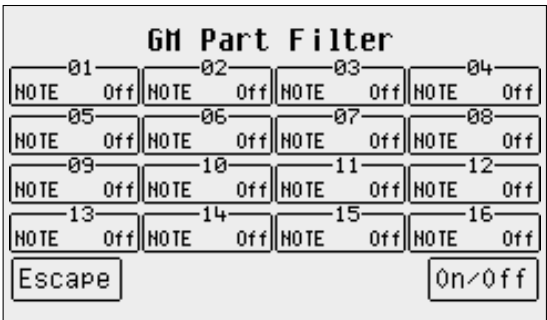 GM Part Filter
01 02 03 04
NOTE Off NOTE Off NOTE Off NOTE Off
05 06 07 08
NOTE Off NOTE Off NOTE Off NOTE Off
09 10 11 12
NOTE Off NOTE Off NOTE Off NOTE Off
13 14 15 16
NOTE Off NOTE Off NOTE Off NOTE Off
Escape On/Off